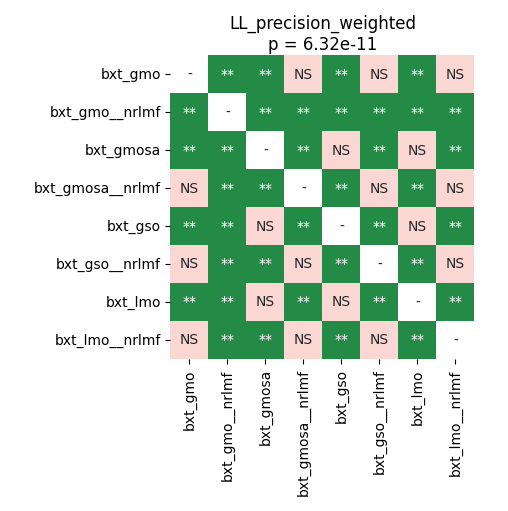 LL_precision_weighted
p = 6.32e-11
bxt_gmo - ** ** NS ** NS ** NS
bxt_gmo__nrlmf ** - ** ** ** ** ** **
bxt_gmosa ** ** - ** NS ** NS **
bxt_gmosa__nrlmf NS ** ** - ** NS ** NS
bxt_gso ** ** NS ** - ** NS **
bxt_gso__nrlmf NS ** ** NS ** - ** NS
bxt_lmo ** ** NS ** NS ** - **
bxt_lmo__nrlmf NS ** ** NS ** NS ** -
bxt_gmo
bxt_gmo__nrlmf
bxt_gmosa
bxt_gmosa__nrlmf
bxt_gso
bxt_gso__nrlmf
bxt_lmo
bxt_lmo__nrlmf